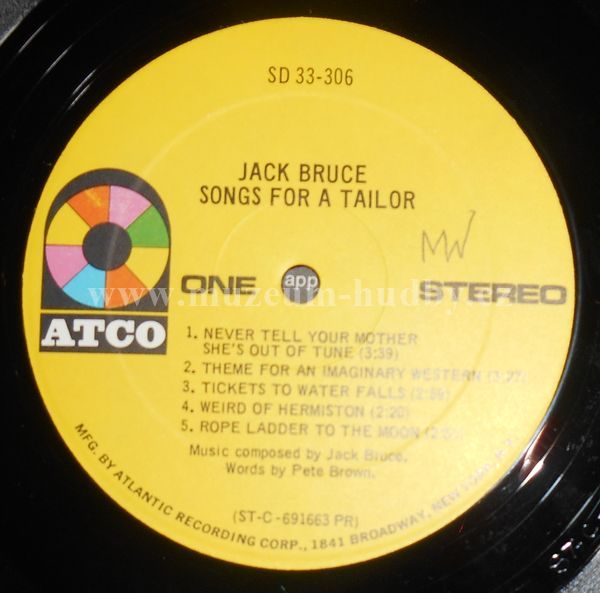 SD 33-306
JACK BRUCE
SONGS FOR A TAILOR
MW
ONE
app
STEREO
www.muzeum-hudby.cz
ATCO
1. NEVER TELL YOUR MOTHER
SHE'S OUT OF TUNE (3:39)
2. THEME FOR AN IMAGINARY WESTERN
3. TICKETS TO WATER FALLS
4. WEIRD OF HERMISTON (2:20)
5. ROPE LADDER TO THE MOON
Music composed by Jack Bruce.
Words by Pete Brown.
(ST-C-691663 PR)
MFG. BY ATLANTIC RECORDING CORP., 1841 BROADWAY, NEW YORK, N.Y.